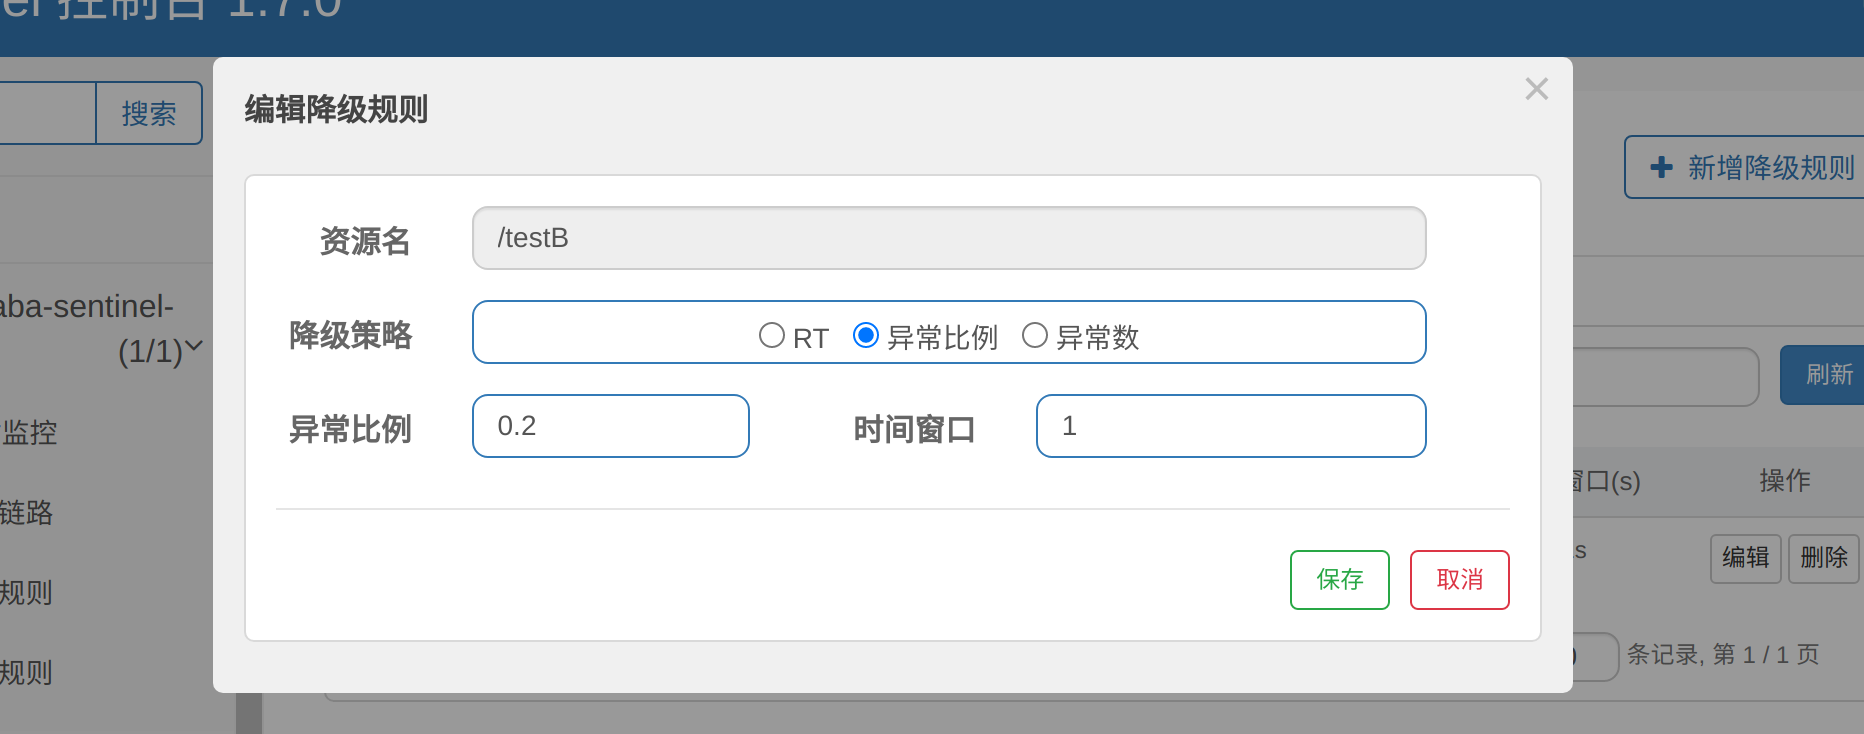 控制台 1.7.0
搜索
编辑降级规则
×
新增降级规则
资源名
/testB
降级策略
RT 异常比例 异常数
异常比例
0.2
时间窗口
1
保存
取消
aba-sentinel-
(1/1)
监控
链路
规则
规则
刷新
窗口(s)
操作
s
编辑
删除
条记录, 第 1 / 1 页